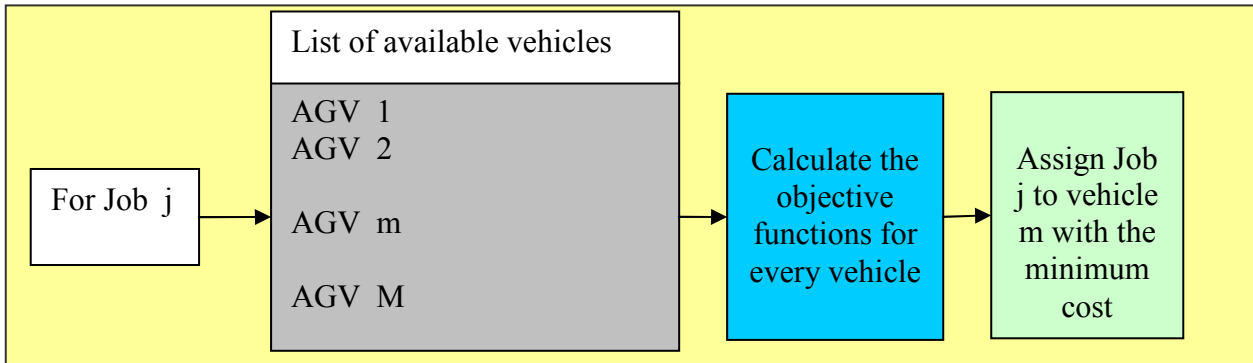 For Job j
List of available vehicles
AGV 1
AGV 2
AGV m
AGV M
Calculate the
objective
functions for
every vehicle
Assign Job
j to vehicle
m with the
minimum
cost